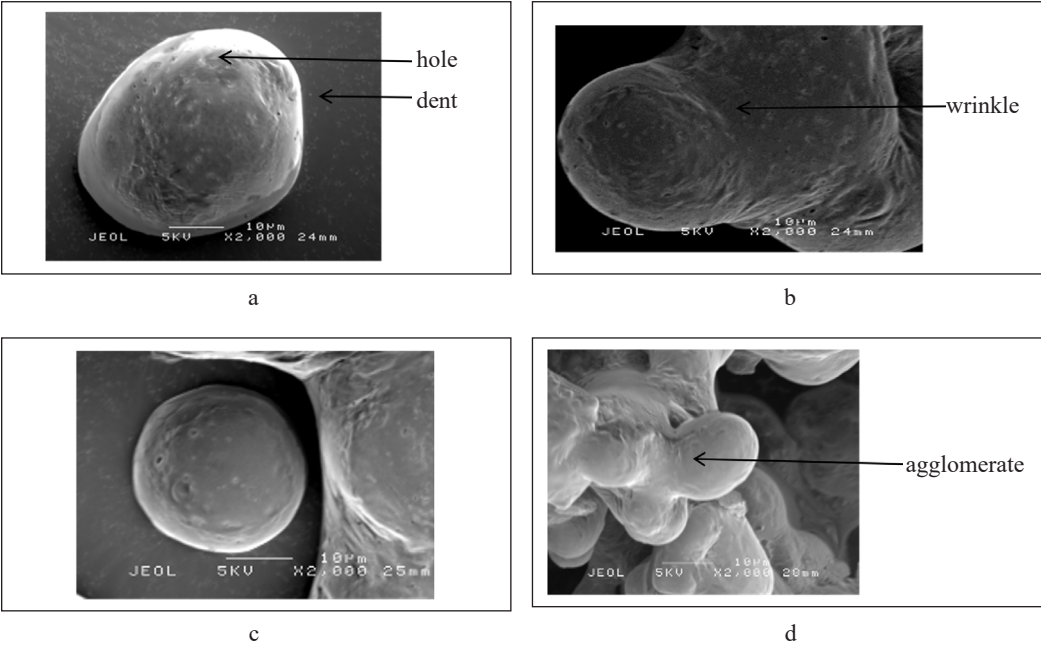 hole
dent
10µm
JEOL 5KV X2,000 24mm
a
wrinkle
10µm
JEOL 5KV X2,000 24mm
b
10µm
JEOL 5KV X2,000 25mm
c
agglomerate
10µm
JEOL 5KV X2,000 20mm
d